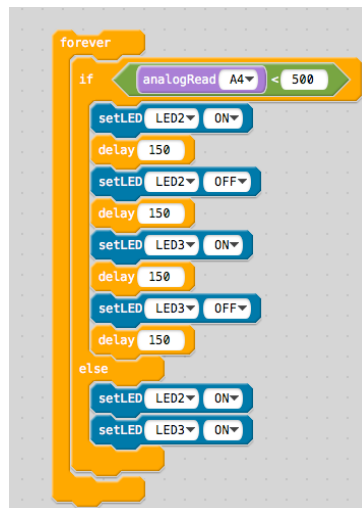 forever
if analogRead A4 < 500
setLED LED2 ON
delay 150
setLED LED2 OFF
delay 150
setLED LED3 ON
delay 150
setLED LED3 OFF
delay 150
else
setLED LED2 ON
setLED LED3 ON